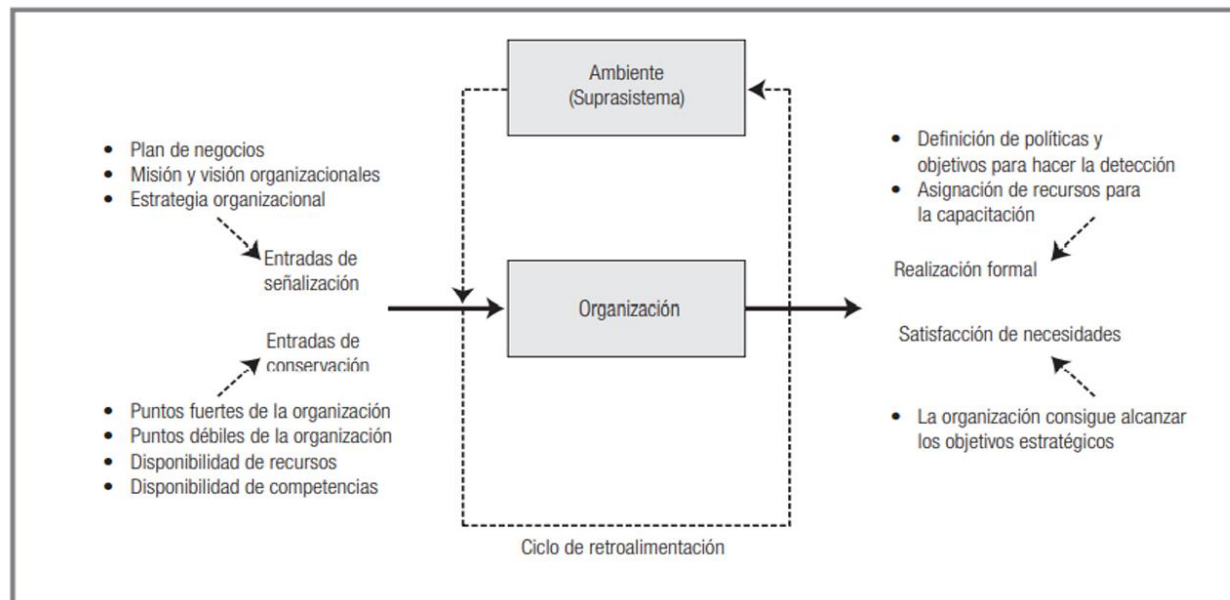 Ambiente
(Suprasistema)
• Plan de negocios
• Misión y visión organizacionales
• Estrategia organizacional
Entradas de
señalización
Entradas de
conservación
• Puntos fuertes de la organización
• Puntos débiles de la organización
• Disponibilidad de recursos
• Disponibilidad de competencias
Organización
• Definición de políticas y
objetivos para hacer la detección
• Asignación de recursos para
la capacitación
Realización formal
Satisfacción de necesidades
• La organización consigue alcanzar
los objetivos estratégicos
Ciclo de retroalimentación